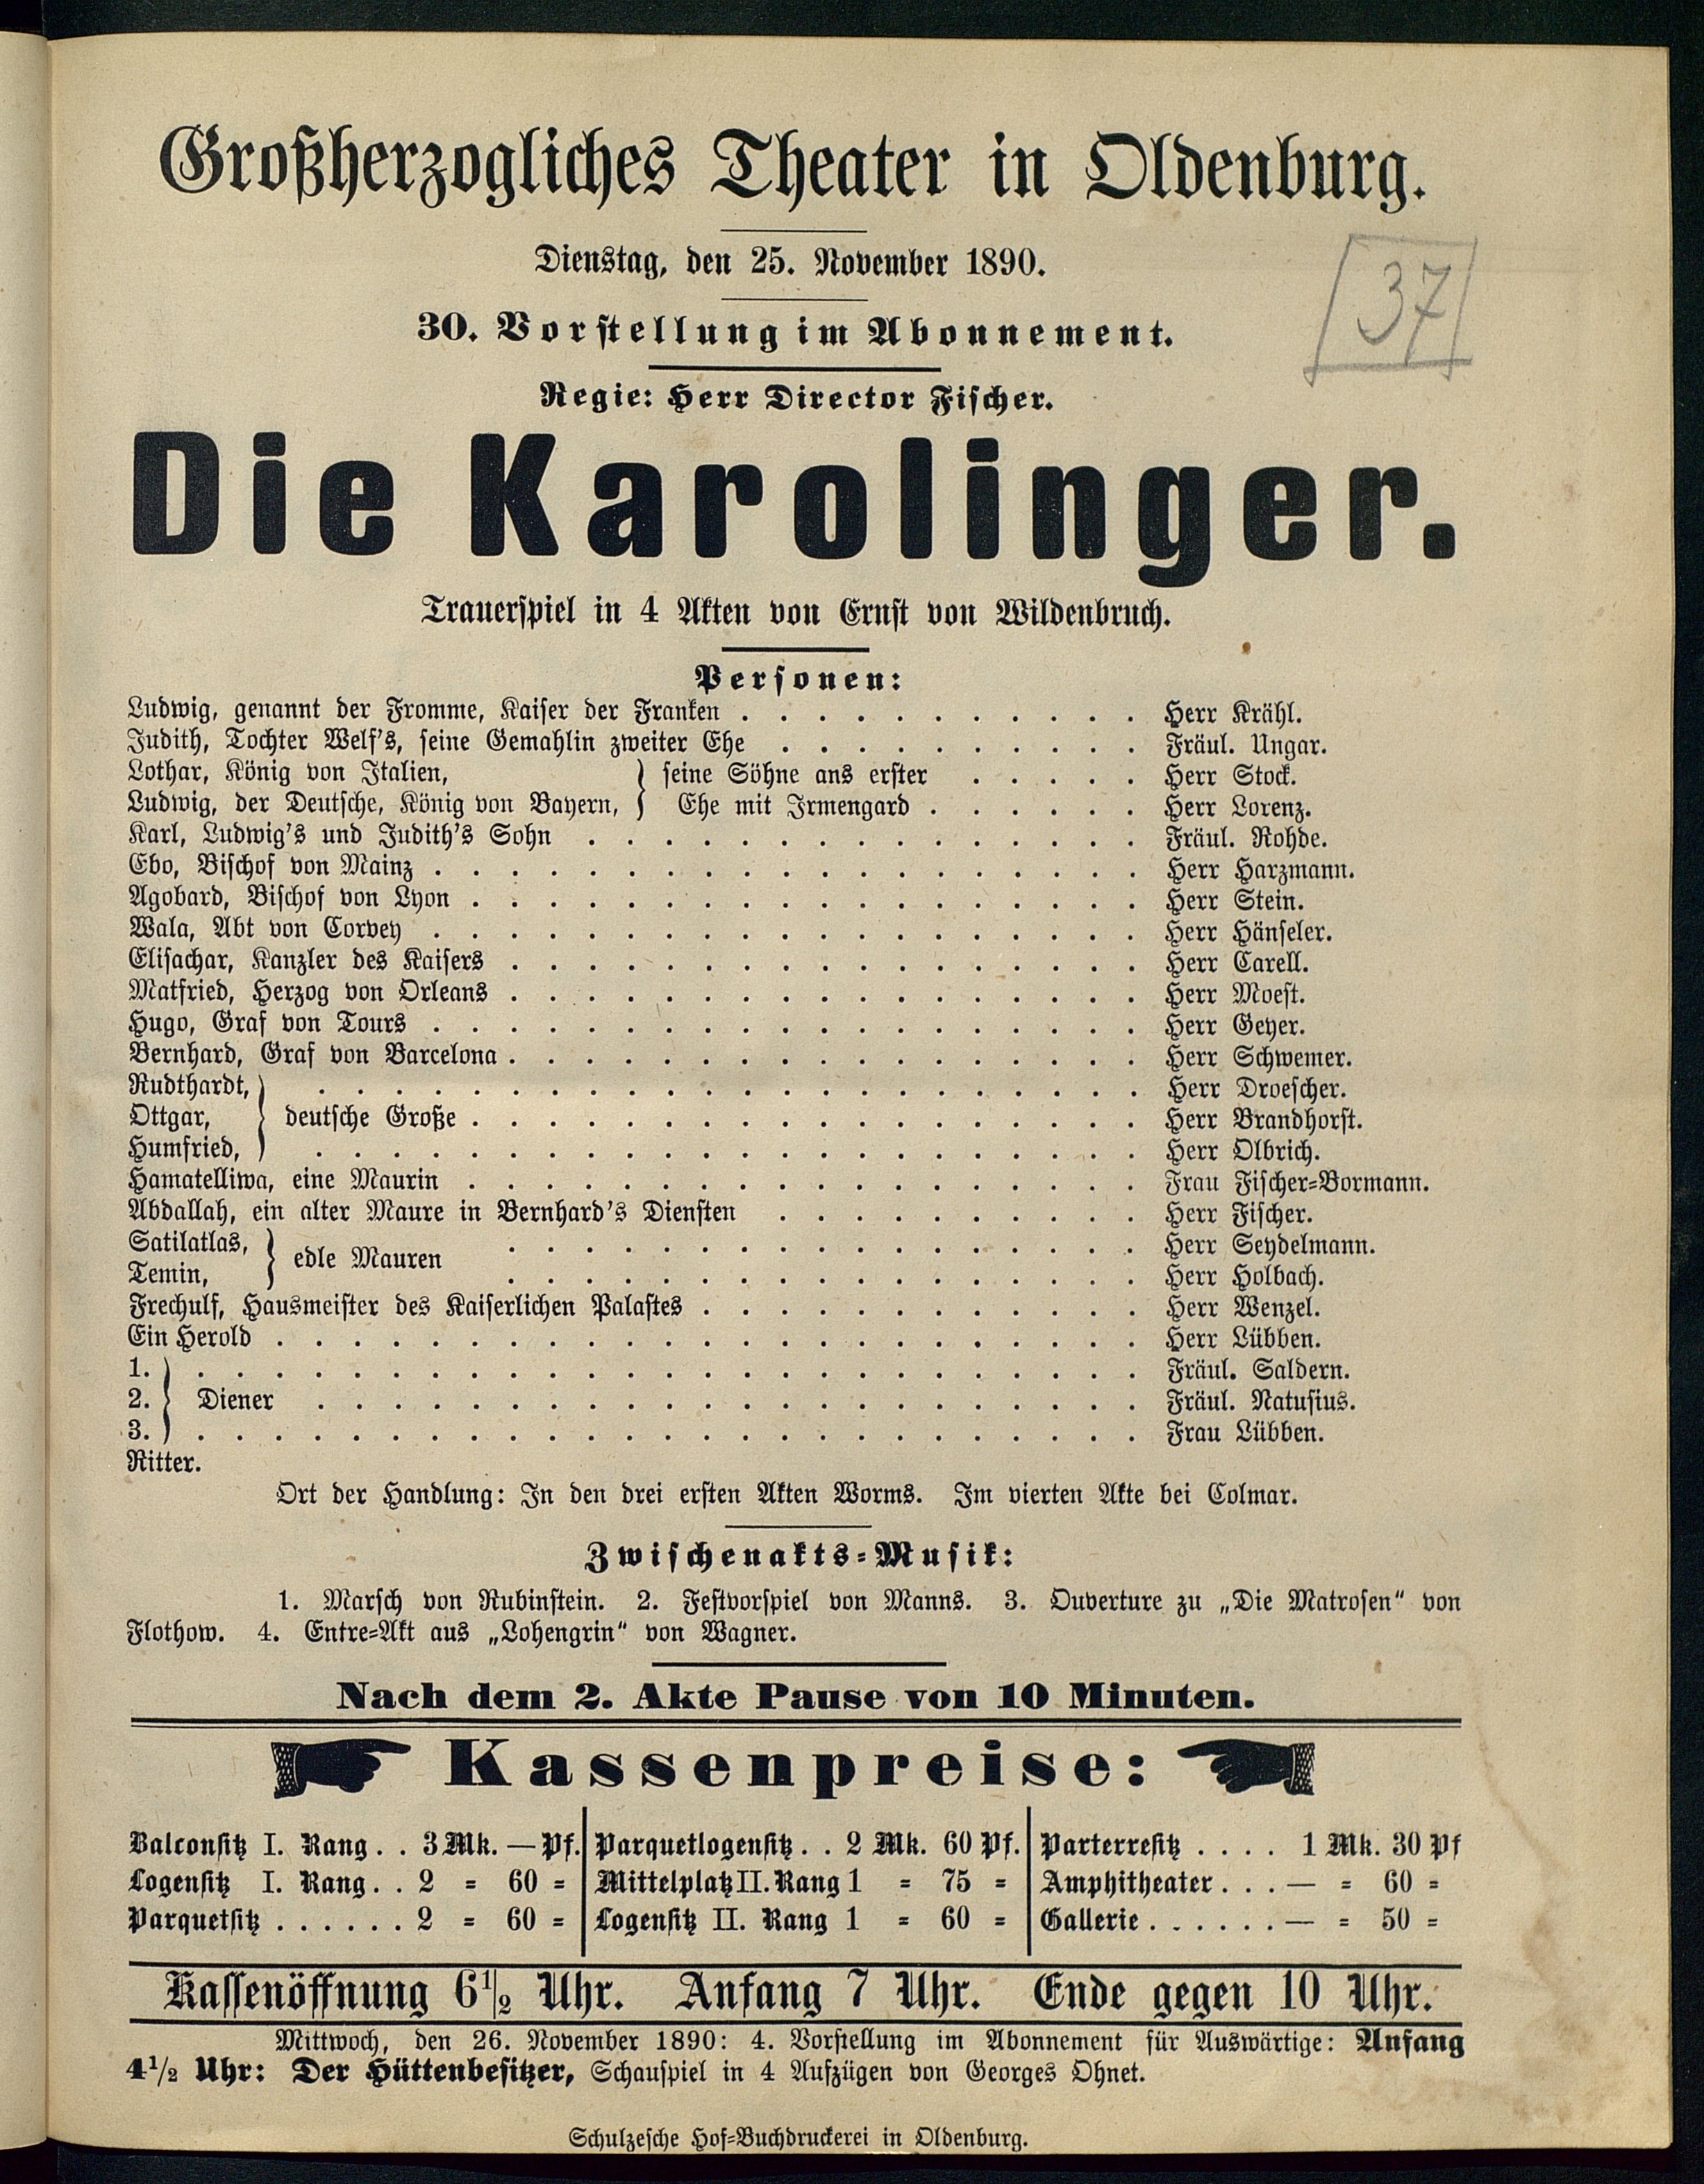 Großherzogliches Theater in Oldenburg.
Dienstag, den 25. November 1890.
37
30. Vorstellung im Abonnement.
Regie: Herr Director Fischer.
Die Karolinger.
Trauerspiel in 4 Akten von Ernst von Wildenbruch.
Personen:
Ludwig, genannt der Fromme, Kaiser der Franken . . . . . . . . . . . Herr Krähl.
Judith, Tochter Welf's, seine Gemahlin zweiter Ehe . . . . . . . . . . Fräul. Ungar.
Lothar, König von Italien, } seine Söhne ans erster . . . . . Herr Stock.
Ludwig, der Deutsche, König von Bayern, } Ehe mit Irmengard . . . . . . Herr Lorenz.
Karl, Ludwig's und Judith's Sohn . . . . . . . . . . . . . . . Fräul. Rohde.
Ebo, Bischof von Mainz . . . . . . . . . . . . . . . . . . . Herr Harzmann.
Agobard, Bischof von Lyon . . . . . . . . . . . . . . . . . . Herr Stein.
Wala, Abt von Corvey . . . . . . . . . . . . . . . . . . . Herr Hänseler.
Elisachar, Kanzler des Kaisers . . . . . . . . . . . . . . . . . Herr Carell.
Matfried, Herzog von Orleans . . . . . . . . . . . . . . . . . Herr Moest.
Hugo, Graf von Tours . . . . . . . . . . . . . . . . . . . Herr Geyer.
Bernhard, Graf von Barcelona . . . . . . . . . . . . . . . . . Herr Schwemer.
Rudthardt, } . . . . . . . . . . . . . . . . . . . . . . Herr Droescher.
Ottgar, } deutsche Große . . . . . . . . . . . . . . . . . . Herr Brandhorst.
Humfried, } . . . . . . . . . . . . . . . . . . . . . . Herr Olbrich.
Hamatelliwa, eine Maurin . . . . . . . . . . . . . . . . . . Frau Fischer=Bormann.
Abdallah, ein alter Maure in Bernhard's Diensten . . . . . . . . . . Herr Fischer.
Satilatlas, } edle Mauren . . . . . . . . . . . . . . . . . Herr Seydelmann.
Temin, } . . . . . . . . . . . . . . . . . Herr Holbach.
Frechulf, Hausmeister des Kaiserlichen Palastes . . . . . . . . . . . . Herr Wenzel.
Ein Herold . . . . . . . . . . . . . . . . . . . . . . . Herr Lübben.
1. } . . . . . . . . . . . . . . . . . . . . . . . . . Fräul. Saldern.
2. } Diener . . . . . . . . . . . . . . . . . . . . . . Fräul. Natusius.
3. } . . . . . . . . . . . . . . . . . . . . . . . . . Frau Lübben.
Ritter.
Ort der Handlung: In den drei ersten Akten Worms. Im vierten Akte bei Colmar.
Zwischenakts=Musik:
1. Marsch von Rubinstein. 2. Festvorspiel von Manns. 3. Ouverture zu „Die Matrosen“ von
Flothow. 4. Entre=Akt aus „Lohengrin“ von Wagner.
Nach dem 2. Akte Pause von 10 Minuten.
Kassenpreise:
Balconsitz I. Rang . . 3 Mk. — Pf. Parquetlogensitz . . 2 Mk. 60 Pf. Parterresitz . . . . 1 Mk. 30 Pf
Logensitz I. Rang . . 2 = 60 = Mittelplatz II. Rang 1 = 75 = Amphitheater . . . — = 60 =
Parquetsitz . . . . . . 2 = 60 = Logensitz II. Rang 1 = 60 = Gallerie . . . . . . — = 50 =
Kassenöffnung 6 1/2 Uhr. Anfang 7 Uhr. Ende gegen 10 Uhr.
Mittwoch, den 26. November 1890: 4. Vorstellung im Abonnement für Auswärtige: Anfang
4 1/2 Uhr: Der Hüttenbesitzer, Schauspiel in 4 Aufzügen von Georges Ohnet.
Schulzesche Hof=Buchdruckerei in Oldenburg.